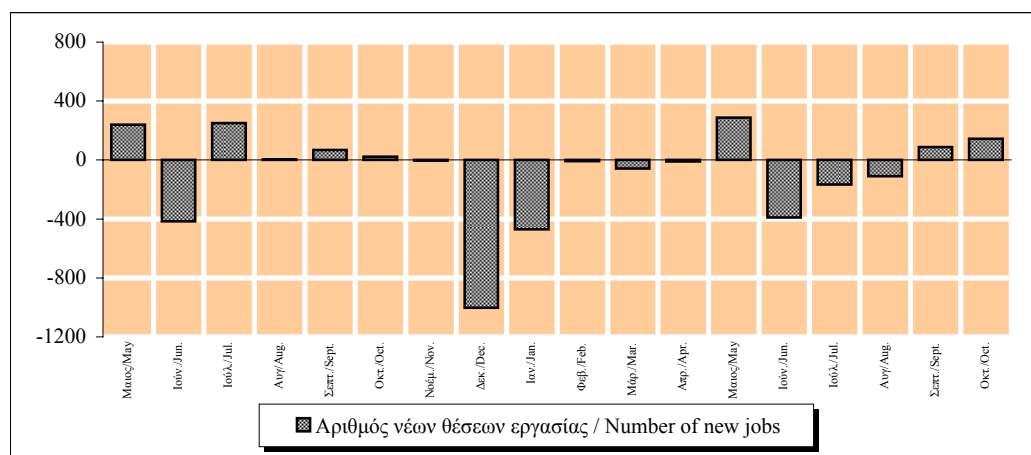 800
400
0
-400
-800
-1200
Μαιος/May
Ιούν./Jun.
Ιούλ./Jul.
Αυγ/Aug.
Σεπτ./Sept.
Οκτ./Oct.
Νοέμ./Nov.
Δεκ./Dec.
Ιαν/Jan.
Φεβ./Feb.
Μάρ./Mar.
Απρ./Apr.
Μαιος/May
Ιούν./Jun.
Ιούλ./Jul.
Αυγ/Aug.
Σεπτ./Sept.
Οκτ./Oct.
Αριθμός νέων θέσεων εργασίας / Number of new jobs